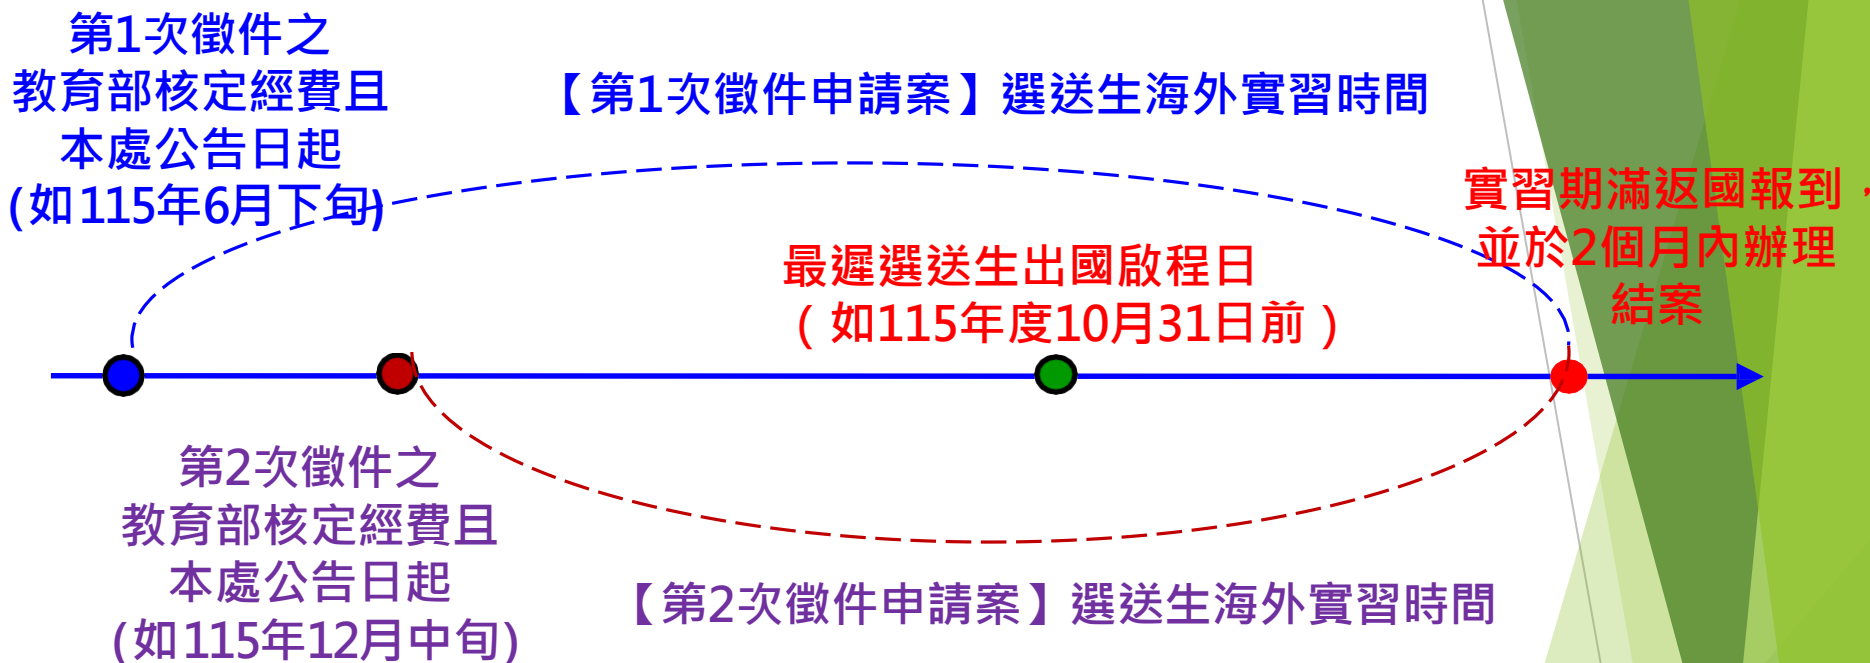 第1次徵件之
教育部核定經費且
本處公告日起
(如115年6月下旬)
【第1次徵件申請案】選送生海外實習時間
實習期滿返國報到，
並於2個月內辦理
結案
最遲選送生出國啟程日
（如115年度10月31日前）
第2次徵件之
教育部核定經費且
本處公告日起
(如115年12月中旬)
【第2次徵件申請案】選送生海外實習時間